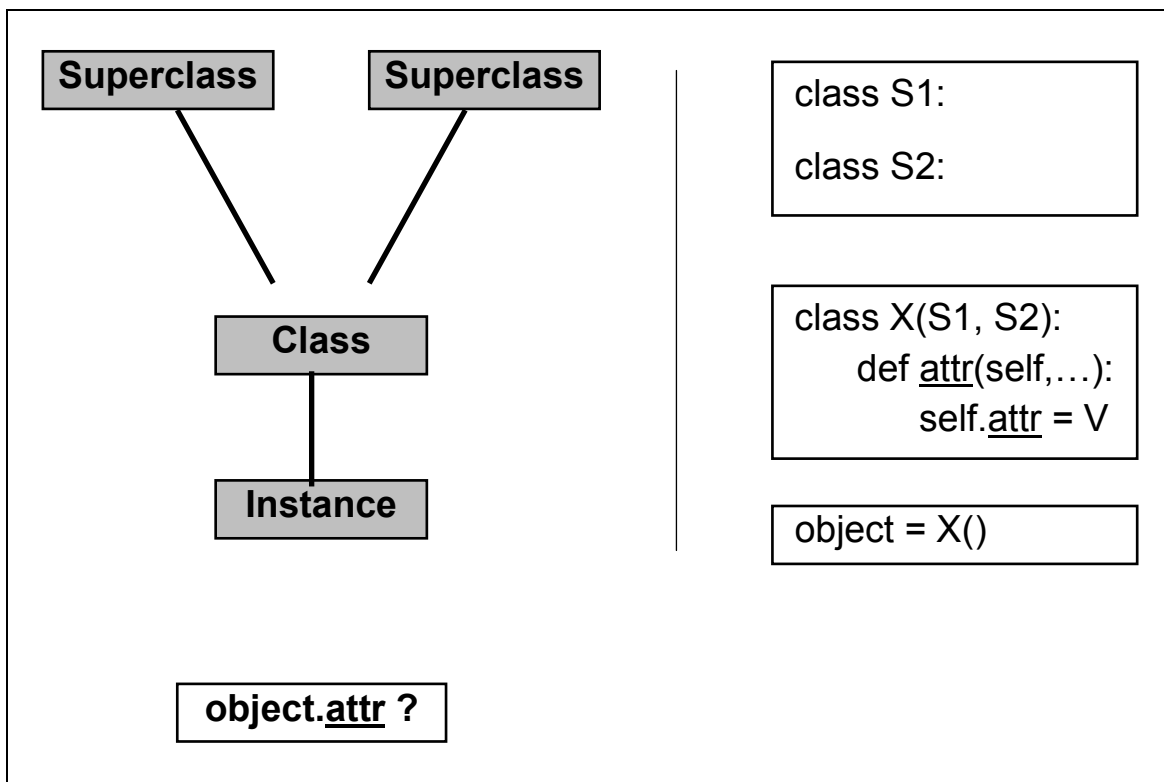 Superclass
Superclass
Class
Instance
object.attr ?
class S1:
class S2:
class X(S1, S2):
def attr(self,…):
self.attr = V
object = X()